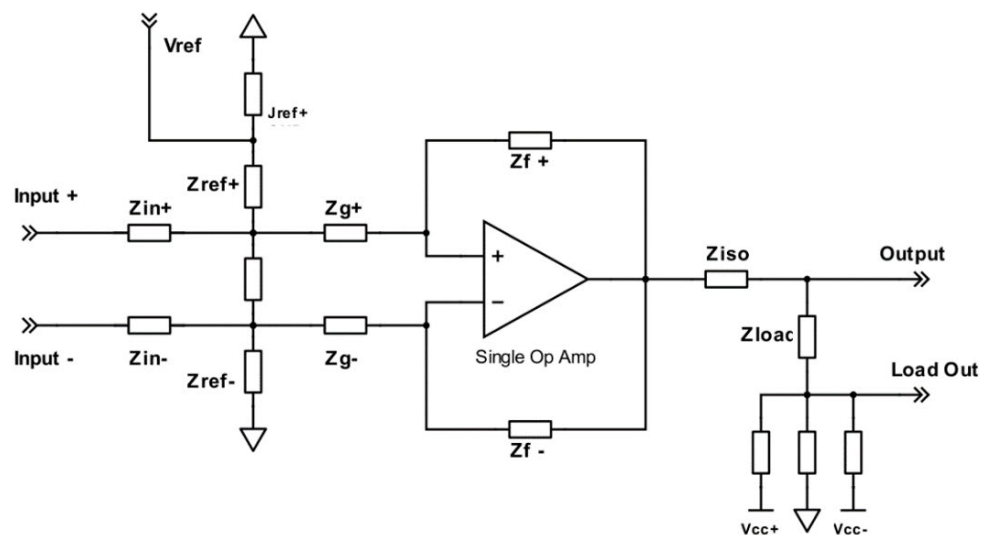 Vref
Jref+
Zref+
Input +
Zin+
Zg+
Zf +
+
−
Ziso
Output
Single Op Amp
Zload
Input -
Zin-
Zref-
Zg-
Load Out
Zf -
Vcc+
Vcc-